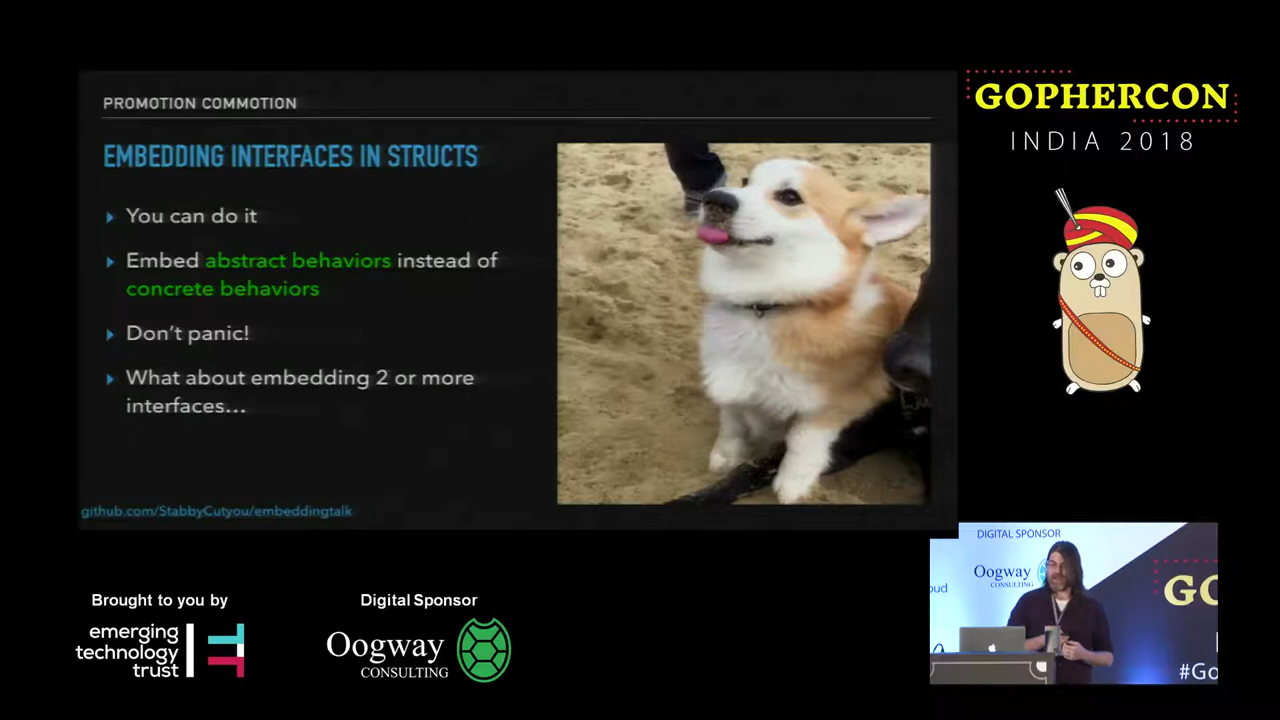 PROMOTION COMMOTION
EMBEDDING INTERFACES IN STRUCTS
You can do it
Embed abstract behaviors instead of
concrete behaviors
Don't panic!
What about embedding 2 or more
interfaces...
github.com/StabbyCutyou/embeddingtalk
GOPHERCON
INDIA 2018
Brought to you by
emerging
technology
trust
Digital Sponsor
Oogway
CONSULTING
DIGITAL SPONSOR
Oogway
CONSULTING
oud
GO
#Go